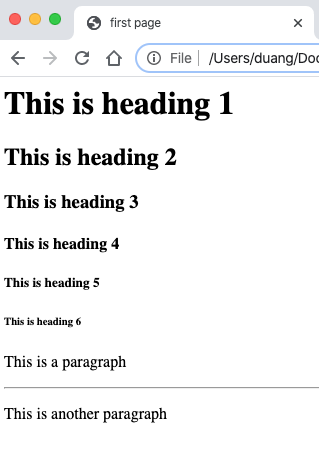 first page
File /Users/duang/Doc
This is heading 1
This is heading 2
This is heading 3
This is heading 4
This is heading 5
This is heading 6
This is a paragraph
This is another paragraph